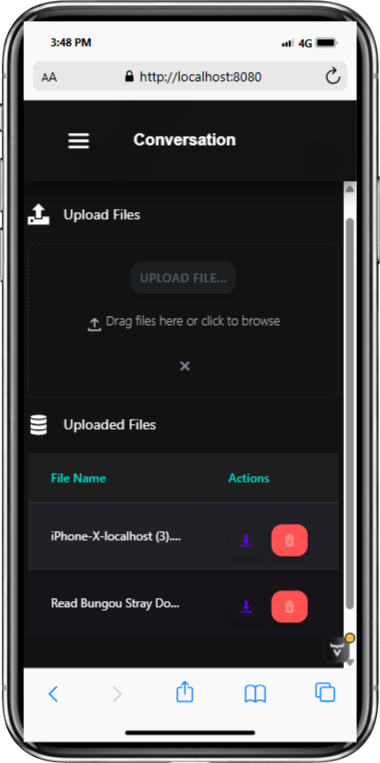 3:48 PM
4G
AA
http://localhost:8080
Conversation
Upload Files
UPLOAD FILE...
Drag files here or click to browse
Uploaded Files
File Name Actions
iPhone-X-localhost (3)....
Read Bungou Stray Do...